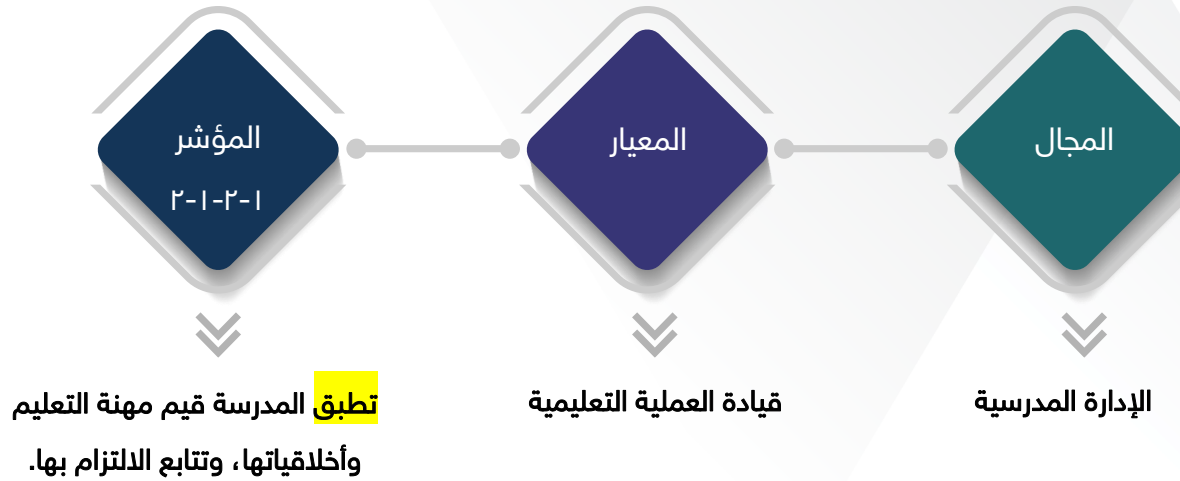 المجال
الإدارة المدرسية
المعيار
قيادة العملية التعليمية
المؤشر
٢-١-٢-١
تطبق المدرسة قيم مهنة التعليم
وأخلاقياتها، وتتابع الالتزام بها.